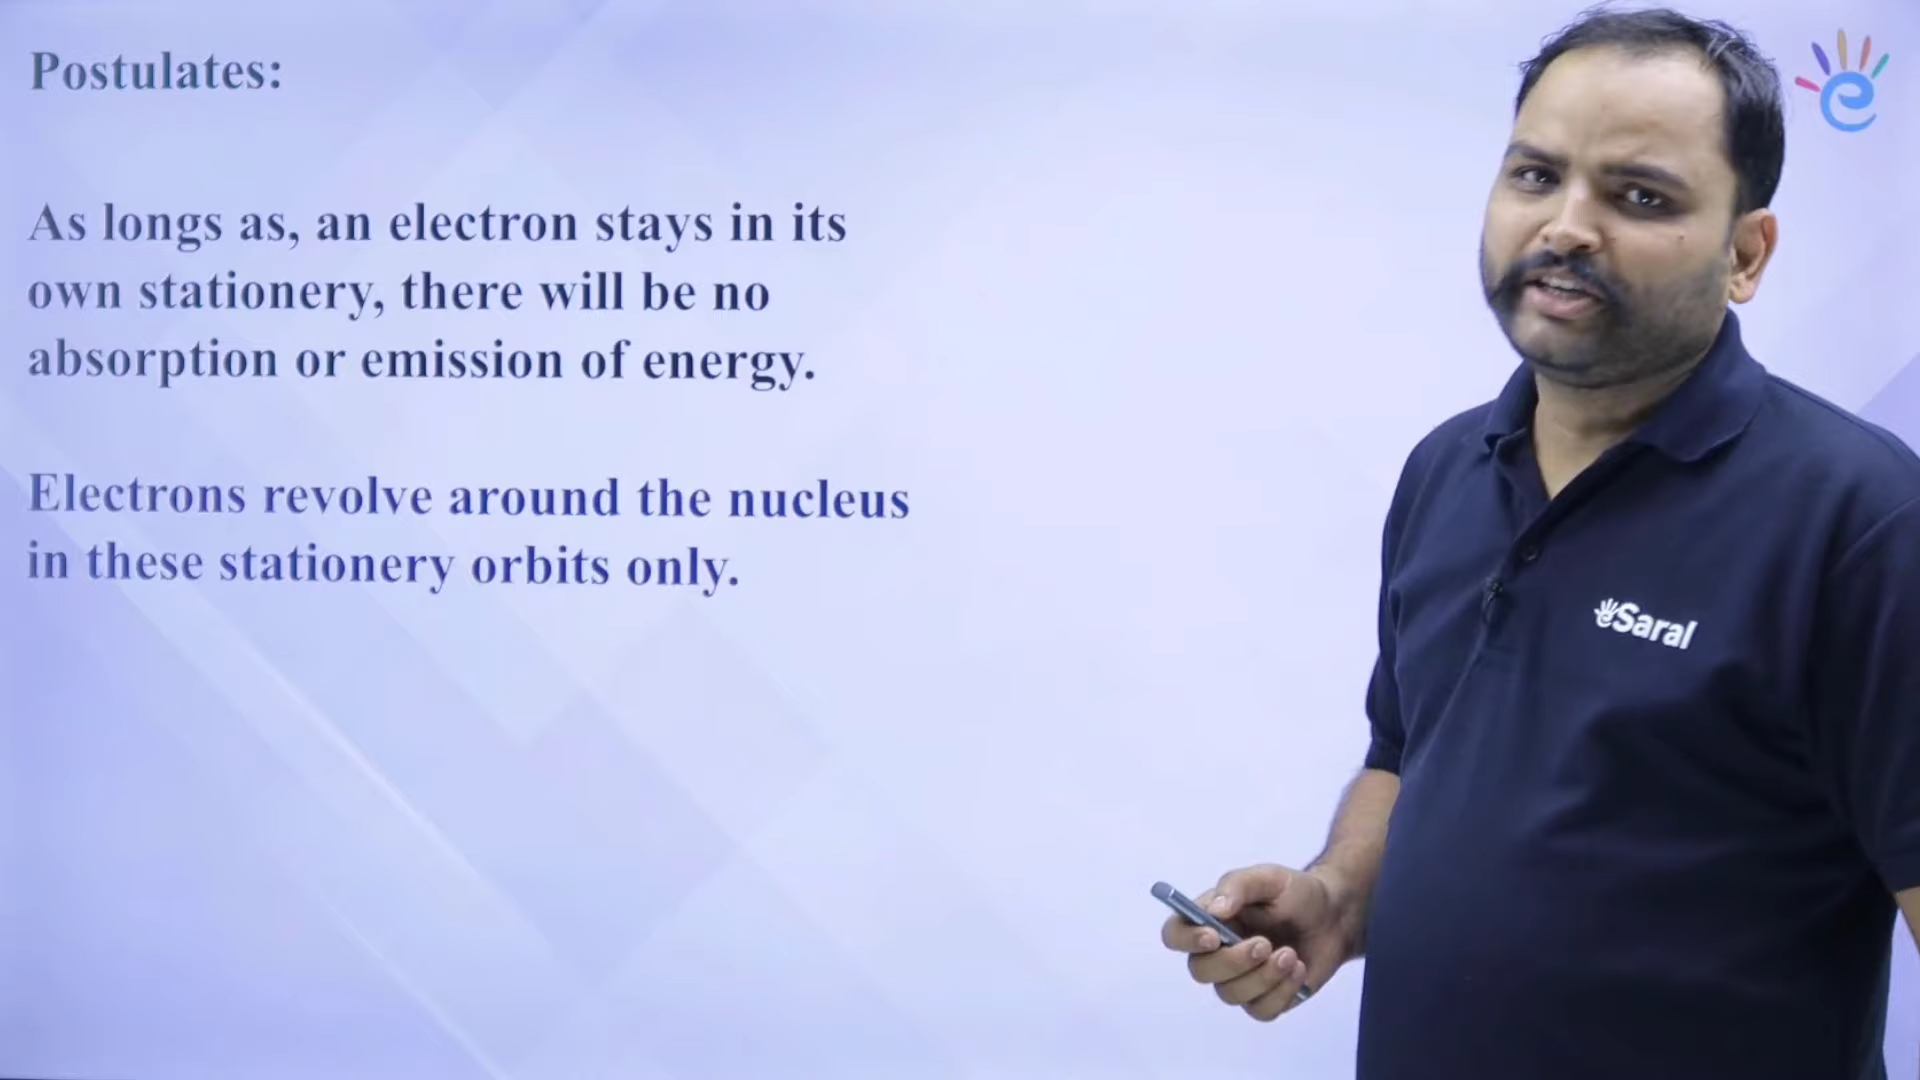 Postulates:
As longs as, an electron stays in its
own stationery, there will be no
absorption or emission of energy.
Electrons revolve around the nucleus
in these stationery orbits only.
eSaral